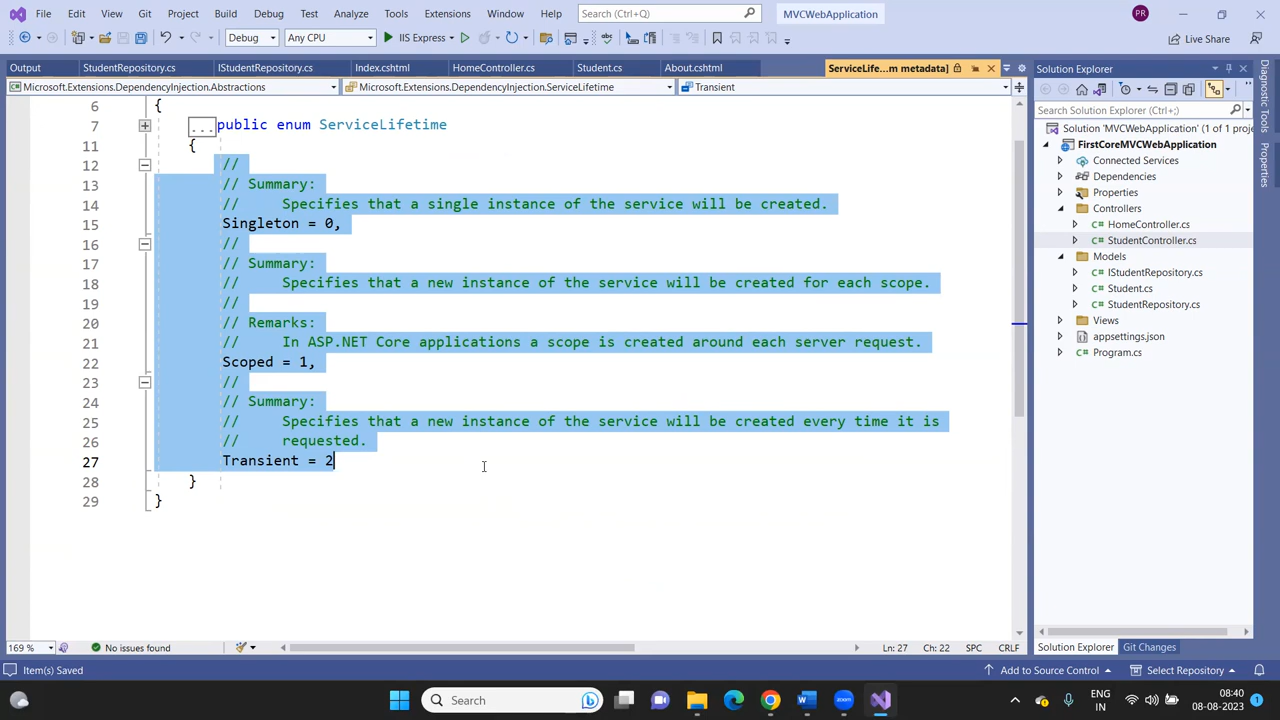 File Edit View Git Project Build Debug Test Analyze Tools Extensions Window Help Search (Ctrl+Q) MVCWebApplication PR
Debug Any CPU IIS Express Live Share
Output StudentRepository.cs IStudentRepository.cs Index.cshtml HomeController.cs Student.cs About.cshtml ServiceLife...m metadata]
Microsoft.Extensions.DependencyInjection.Abstractions Microsoft.Extensions.DependencyInjection.ServiceLifetime Transient
6 {
7 ...public enum ServiceLifetime
11 {
12 //
13 // Summary:
14 // Specifies that a single instance of the service will be created.
15 Singleton = 0,
16 //
17 // Summary:
18 // Specifies that a new instance of the service will be created for each scope.
19 //
20 // Remarks:
21 // In ASP.NET Core applications a scope is created around each server request.
22 Scoped = 1,
23 //
24 // Summary:
25 // Specifies that a new instance of the service will be created every time it is
26 // requested.
27 Transient = 2
28 }
29 }
169 % No issues found Ln: 27 Ch: 22 SPC CRLF
Solution Explorer
Search Solution Explorer (Ctrl+;)
Solution 'MVCWebApplication' (1 of 1 proje
FirstCoreMVCWebApplication
Connected Services
Dependencies
Properties
Controllers
HomeController.cs
StudentController.cs
Models
IStudentRepository.cs
Student.cs
StudentRepository.cs
Views
appsettings.json
Program.cs
Solution Explorer Git Changes
Diagnostic Tools
Properties
Item(s) Saved Add to Source Control Select Repository
Search ENG IN 08:40 08-08-2023 1